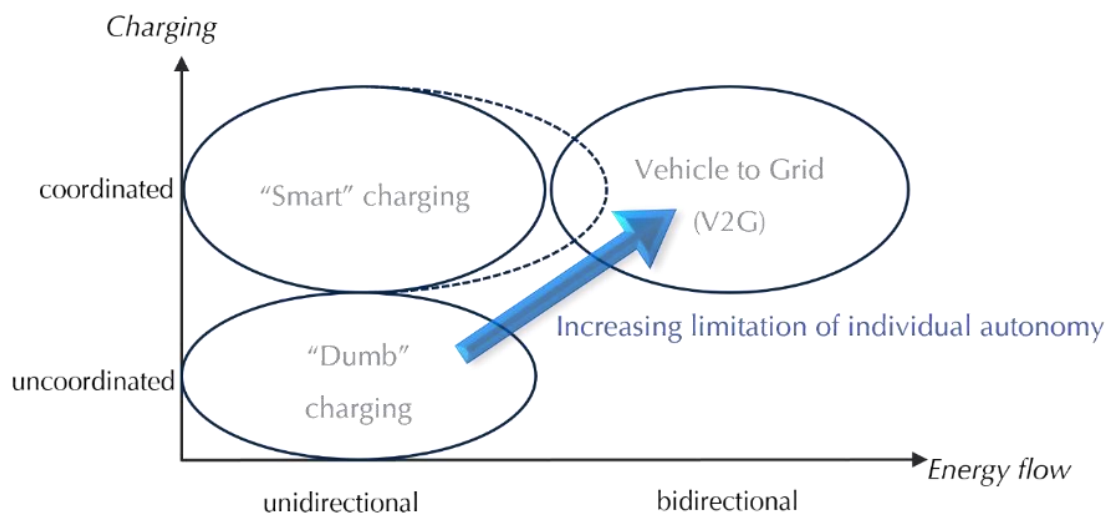 Charging
coordinated
“Smart” charging
Vehicle to Grid
(V2G)
Increasing limitation of individual autonomy
uncoordinated
“Dumb”
charging
Energy flow
unidirectional
bidirectional